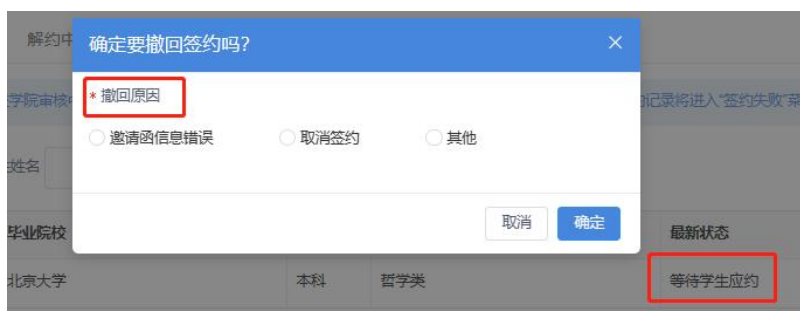 解约中
确定要撤回签约吗?
学院审核
* 撤回原因
记录将进入“签约失败”菜
邀请函信息错误 取消签约 其他
姓名
取消 确定
毕业院校 最新状态
北京大学 本科 哲学类 等待学生应约